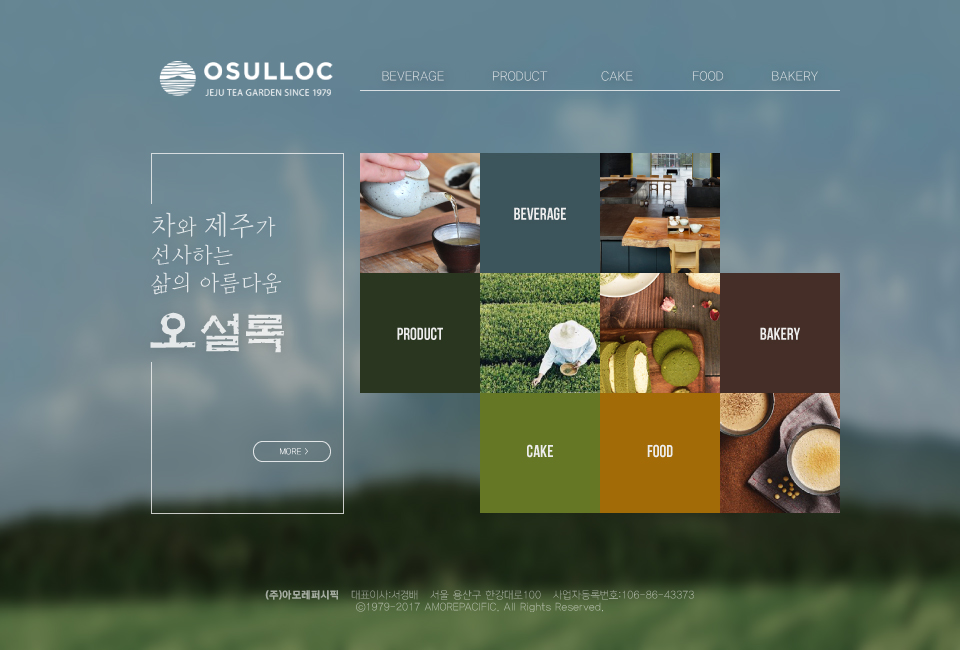 OSULLOC
JEJU TEA GARDEN SINCE 1979
BEVERAGE PRODUCT CAKE FOOD BAKERY
차와 제주가
선사하는
삶의 아름다움
오설록
MORE >
BEVERAGE
PRODUCT
BAKERY
CAKE
FOOD
(주)아모레퍼시픽 대표이사:서경배 서울 용산구 한강대로100 사업자등록번호:106-86-43373
©1979-2017 AMOREPACIFIC. All Rights Reserved.